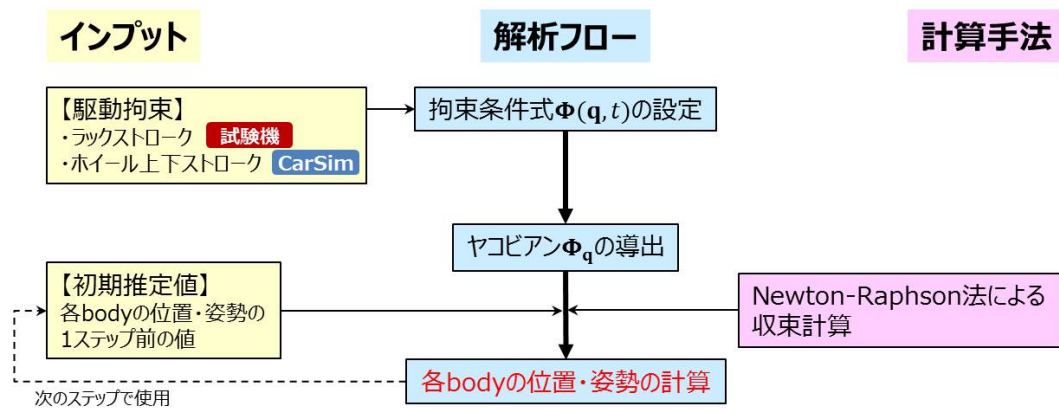 インプット
解析フロー
計算手法
【駆動拘束】
・ラックストローク 試験機
・ホイール上下ストローク CarSim
拘束条件式Φ(q, t)の設定
ヤコビアンΦqの導出
【初期推定値】
各bodyの位置・姿勢の
1ステップ前の値
Newton-Raphson法による
収束計算
各bodyの位置・姿勢の計算
次のステップで使用